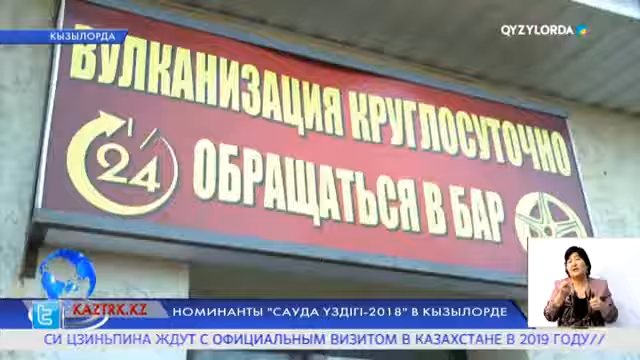 КЫЗЫЛОРДА
QYZYLORDA
ВУЛКАНИЗАЦИЯ КРУГЛОСУТОЧНО
24
ОБРАЩАТЬСЯ В БАР
KAZTRK.KZ
НОМИНАНТЫ "САУДА ҮЗДІГІ-2018" В КЫЗЫЛОРДЕ
СИ ЦЗИНЬПИНА ЖДУТ С ОФИЦИАЛЬНЫМ ВИЗИТОМ В КАЗАХСТАНЕ В 2019 ГОДУ//